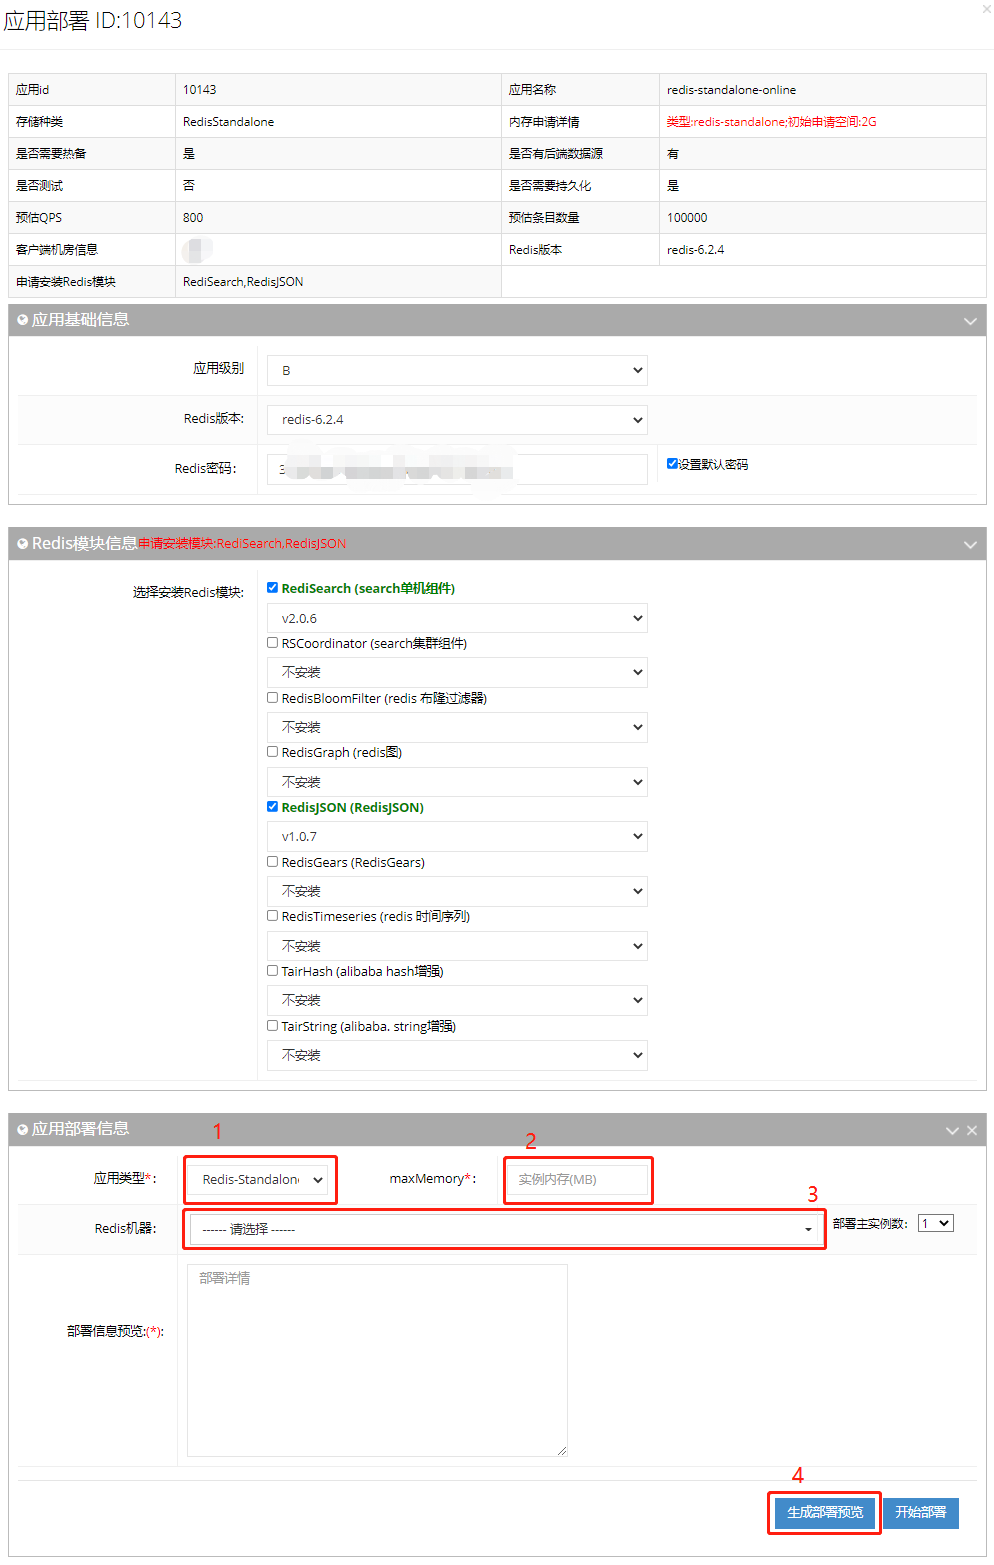 应用部署 ID:10143
应用id 10143 应用名称 redis-standalone-online
存储种类 RedisStandalone 内存申请详情 类型:redis-standalone;初始申请空间:2G
是否需要热备 是 是否有后端数据源 有
是否测试 否 是否需要持久化 是
预估QPS 800 预估条目数量 100000
客户端机房信息 Redis版本 redis-6.2.4
申请安装Redis模块 RediSearch,RedisJSON
应用基础信息
应用级别 B
Redis版本: redis-6.2.4
Redis密码: 设置默认密码
Redis模块信息申请安装模块:RediSearch,RedisJSON
选择安装Redis模块: RediSearch (search单机组件)
v2.0.6
RSCoordinator (search集群组件)
不安装
RedisBloomFilter (redis 布隆过滤器)
不安装
RedisGraph (redis图)
不安装
RedisJSON (RedisJSON)
v1.0.7
RedisGears (RedisGears)
不安装
RedisTimeseries (redis 时间序列)
不安装
TairHash (alibaba hash增强)
不安装
TairString (alibaba. string增强)
不安装
应用部署信息
1 2
应用类型*: Redis-Standalon maxMemory*: 实例内存(MB)
3
Redis机器: ------ 请选择 ------ 部署主实例数: 1
部署详情
部署信息预览:(*):
4
生成部署预览 开始部署